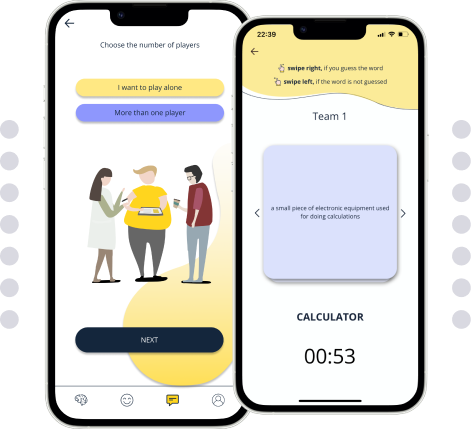 Choose the number of players
I want to play alone
More than one player
NEXT
22:39
swipe right, if you guess the word
swipe left, if the word is not guessed
Team 1
a small piece of electronic equipment used
for doing calculations
CALCULATOR
00:53